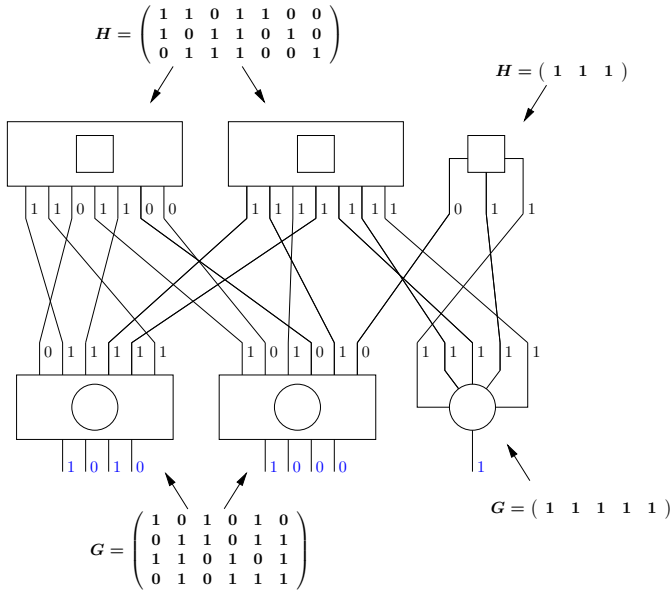 H = ( 1 1 0 1 1 0 0
1 0 1 1 0 1 0
0 1 1 1 0 0 1 )
H = ( 1 1 1 )
1 1 0 1 1 0 0 1 1 1 1 1 1 1 0 1 1
0 1 1 1 1 1 1 0 1 0 1 0 1 1 1 1 1
1 0 1 0 1 0 0 0 1
G = ( 1 1 1 1 1 )
G = ( 1 0 1 0 1 0
0 1 1 0 1 1
1 1 0 1 0 1
0 1 0 1 1 1 )